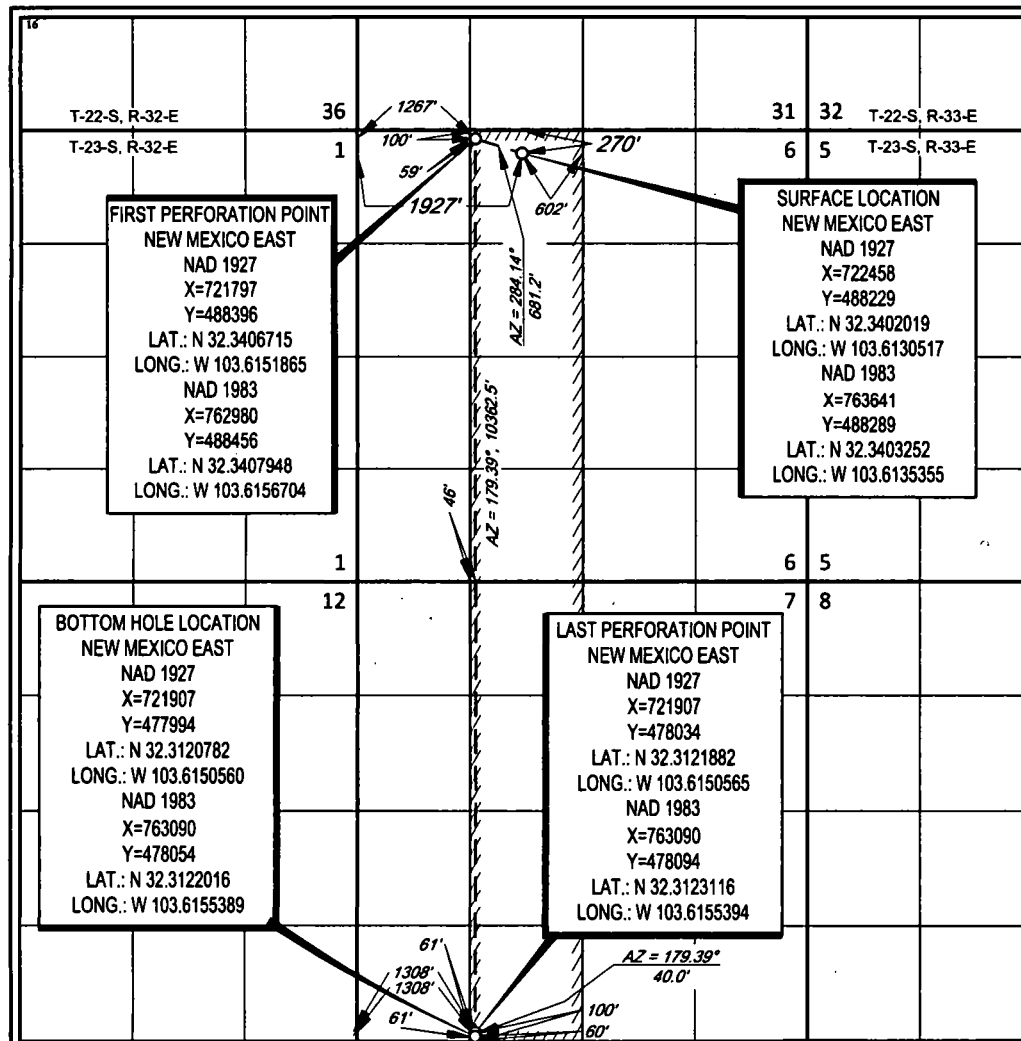 16
T-22-S, R-32-E
36
1267'
31
32
T-22-S, R-33-E
T-23-S, R-32-E
1
100'
270'
6
5
T-23-S, R-33-E
59'
1927'
602'
FIRST PERFORATION POINT
NEW MEXICO EAST
NAD 1927
X=721797
Y=488396
LAT.: N 32.3406715
LONG.: W 103.6151865
NAD 1983
X=762980
Y=488456
LAT.: N 32.3407948
LONG.: W 103.6156704
AZ = 284.14°
681.2'
SURFACE LOCATION
NEW MEXICO EAST
NAD 1927
X=722458
Y=488229
LAT.: N 32.3402019
LONG.: W 103.6130517
NAD 1983
X=763641
Y=488289
LAT.: N 32.3403252
LONG.: W 103.6135355
AZ = 179.39°, 10362.5'
46'
1
6
5
12
7
8
BOTTOM HOLE LOCATION
NEW MEXICO EAST
NAD 1927
X=721907
Y=477994
LAT.: N 32.3120782
LONG.: W 103.6150560
NAD 1983
X=763090
Y=478054
LAT.: N 32.3122016
LONG.: W 103.6155389
LAST PERFORATION POINT
NEW MEXICO EAST
NAD 1927
X=721907
Y=478034
LAT.: N 32.3121882
LONG.: W 103.6150565
NAD 1983
X=763090
Y=478094
LAT.: N 32.3123116
LONG.: W 103.6155394
61'
1308'
1308'
61'
AZ = 179.39°
40.0'
100'
60'